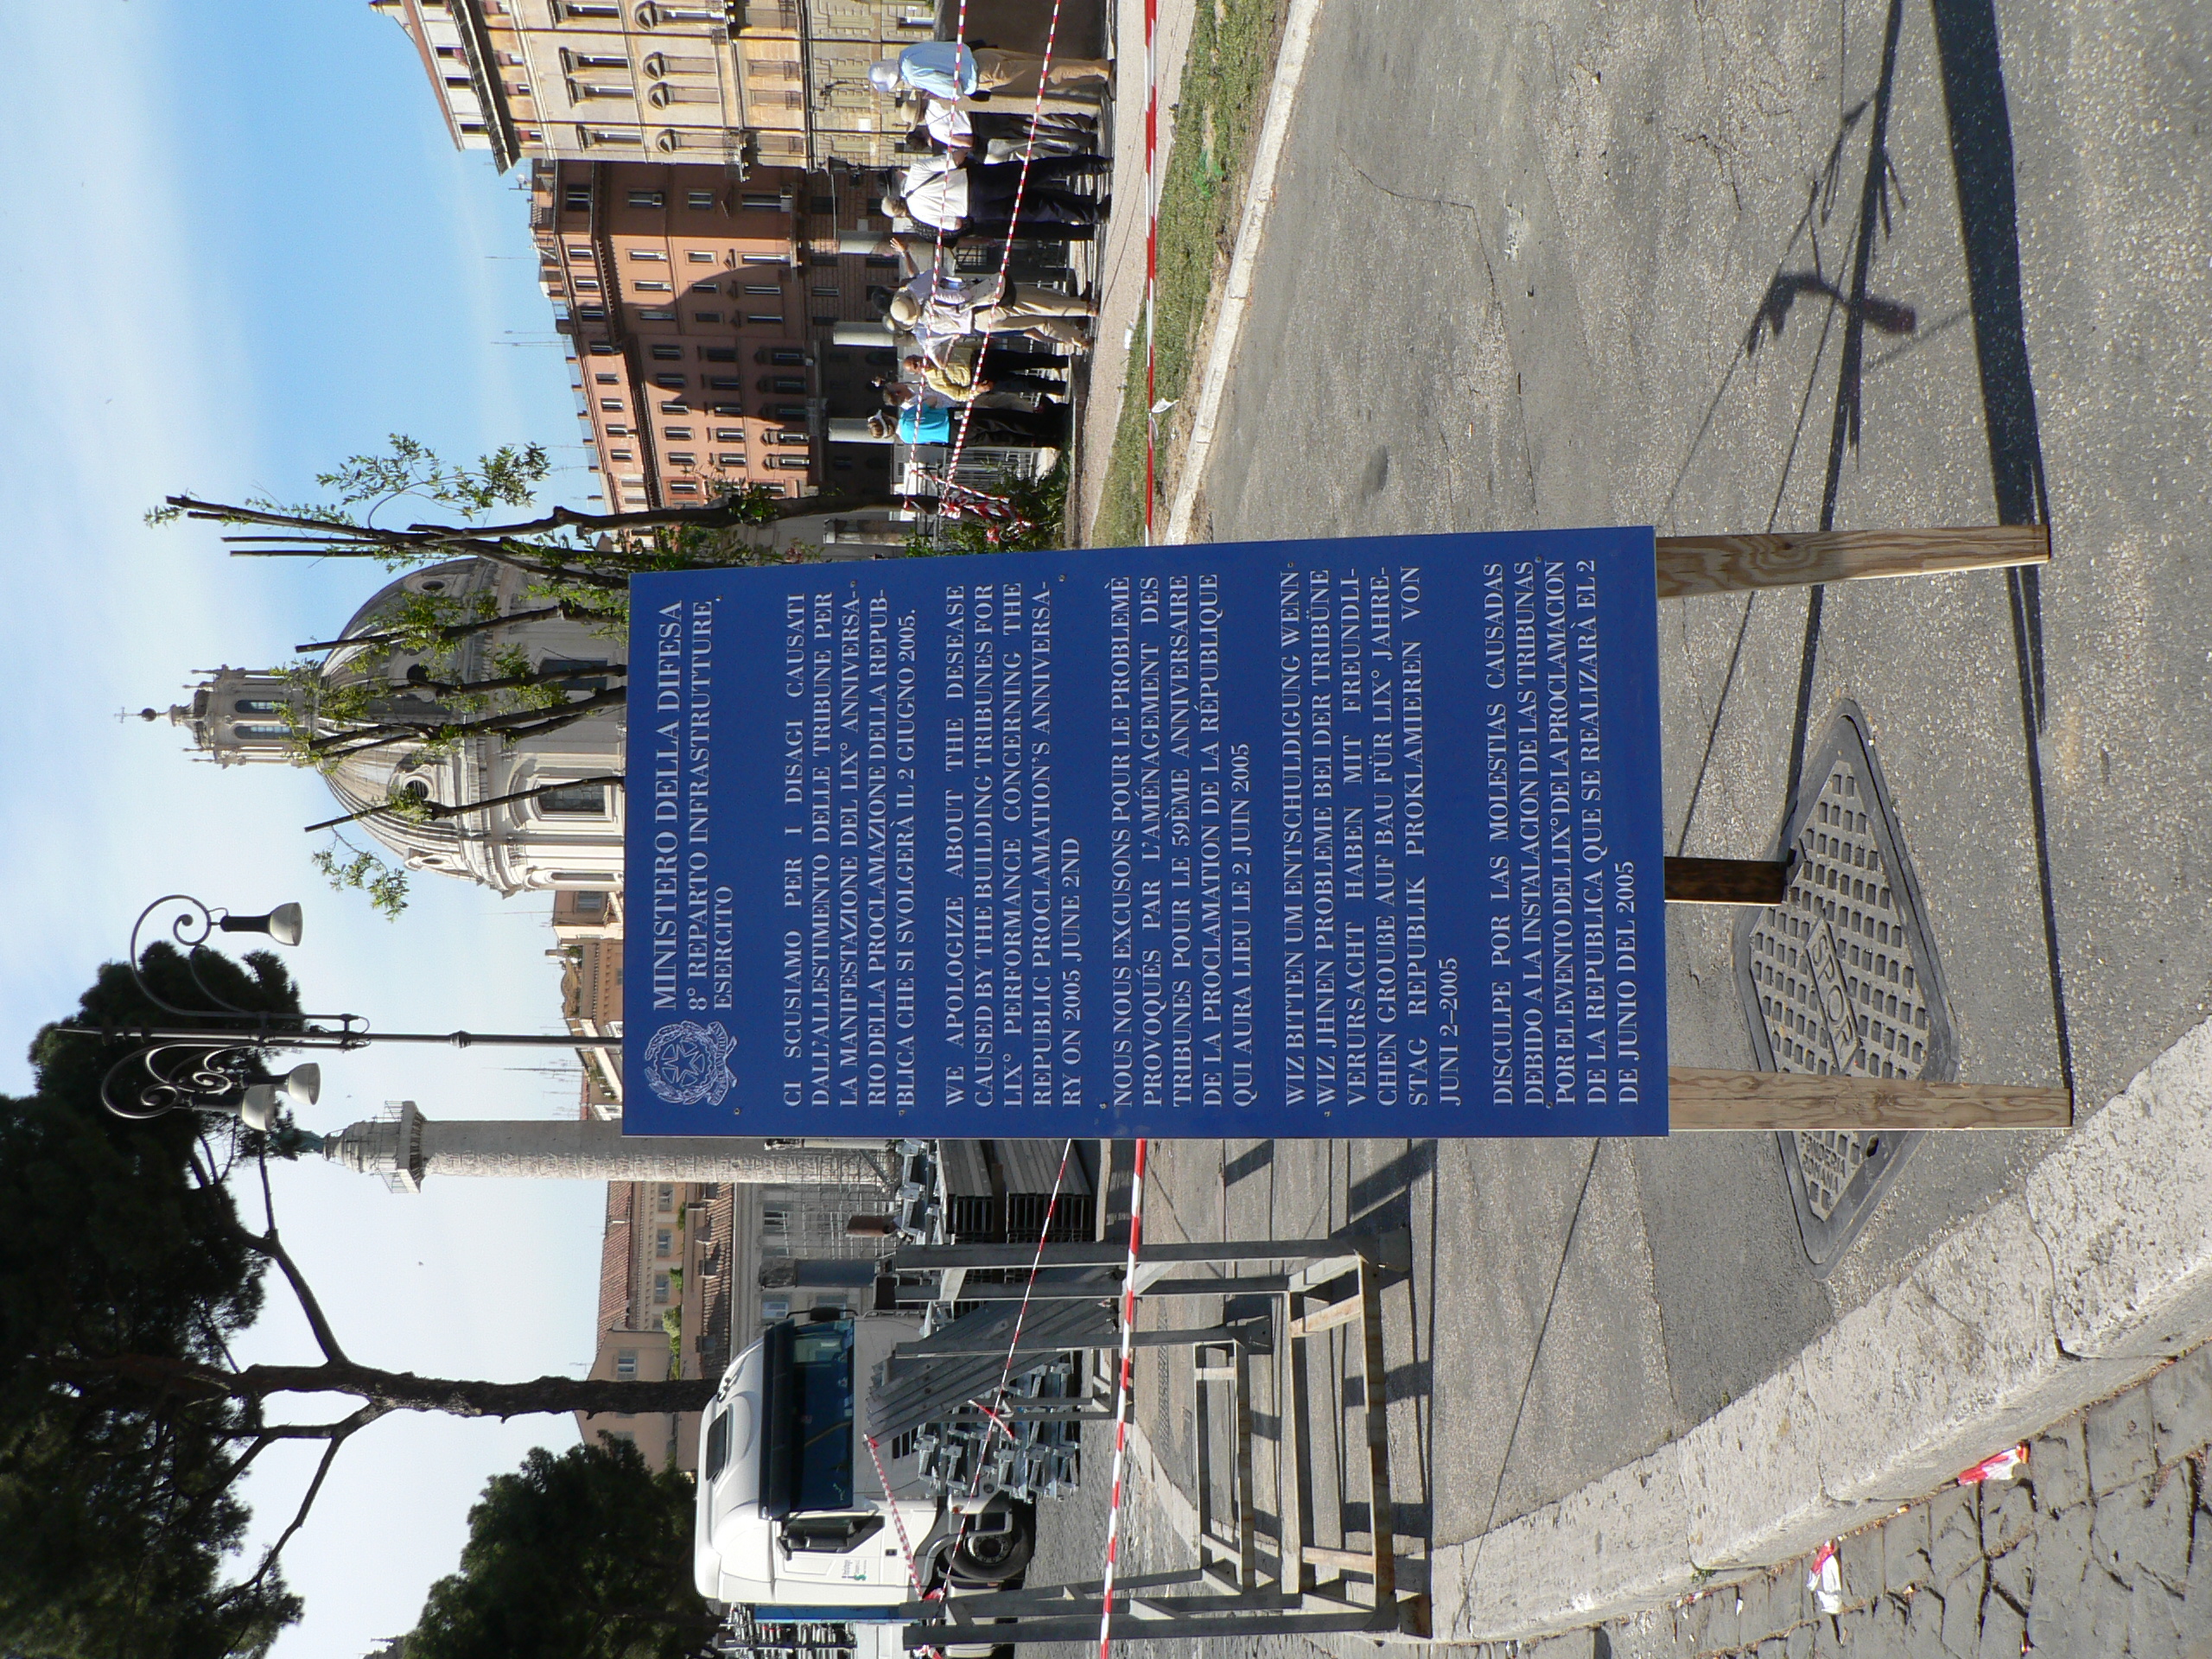 MINISTERO DELLA DIFESA
8° REPARTO INFRASTRUTTURE
ESERCITO
CI SCUSIAMO PER I DISAGI CAUSATI
DALL'ALLESTIMENTO DELLE TRIBUNE PER
LA MANIFESTAZIONE DEL LIX° ANNIVERSA-
RIO DELLA PROCLAMAZIONE DELLA REPUB-
BLICA CHE SI SVOLGERÀ IL 2 GIUGNO 2005.
WE APOLOGIZE ABOUT THE DESEASE
CAUSED BY THE BUILDING TRIBUNES FOR
LIX° PERFORMANCE CONCERNING THE
REPUBLIC PROCLAMATION'S ANNIVERSA-
RY ON 2005 JUNE 2ND
NOUS NOUS EXCUSONS POUR LE PROBLEMÈ
PROVOQUÉS PAR L'AMÉNAGEMENT DES
TRIBUNES POUR LE 59ÈME ANNIVERSAIRE
DE LA PROCLAMATION DE LA RÉPUBLIQUE
QUI AURA LIEU LE 2 JUIN 2005
WIZ BITTEN UM ENTSCHULDIGUNG WENN
WIZ JHNEN PROBLEME BEI DER TRIBÜNE
VERURSACHT HABEN MIT FREUNDLI-
CHEN GROUßE AUF BAU FÜR LIX° JAHRE-
STAG REPUBLIK PROKLAMIEREN VON
JUNI 2-2005
DISCULPE POR LAS MOLESTIAS CAUSADAS
DEBIDO A LA INSTALACION DE LAS TRIBUNAS
POR EL EVENTO DEL LIX° DE LA PROCLAMACION
DE LA REPUBLICA QUE SE REALIZARÀ EL 2
DE JUNIO DEL 2005
SPQR
FONDERIA
ROMANA